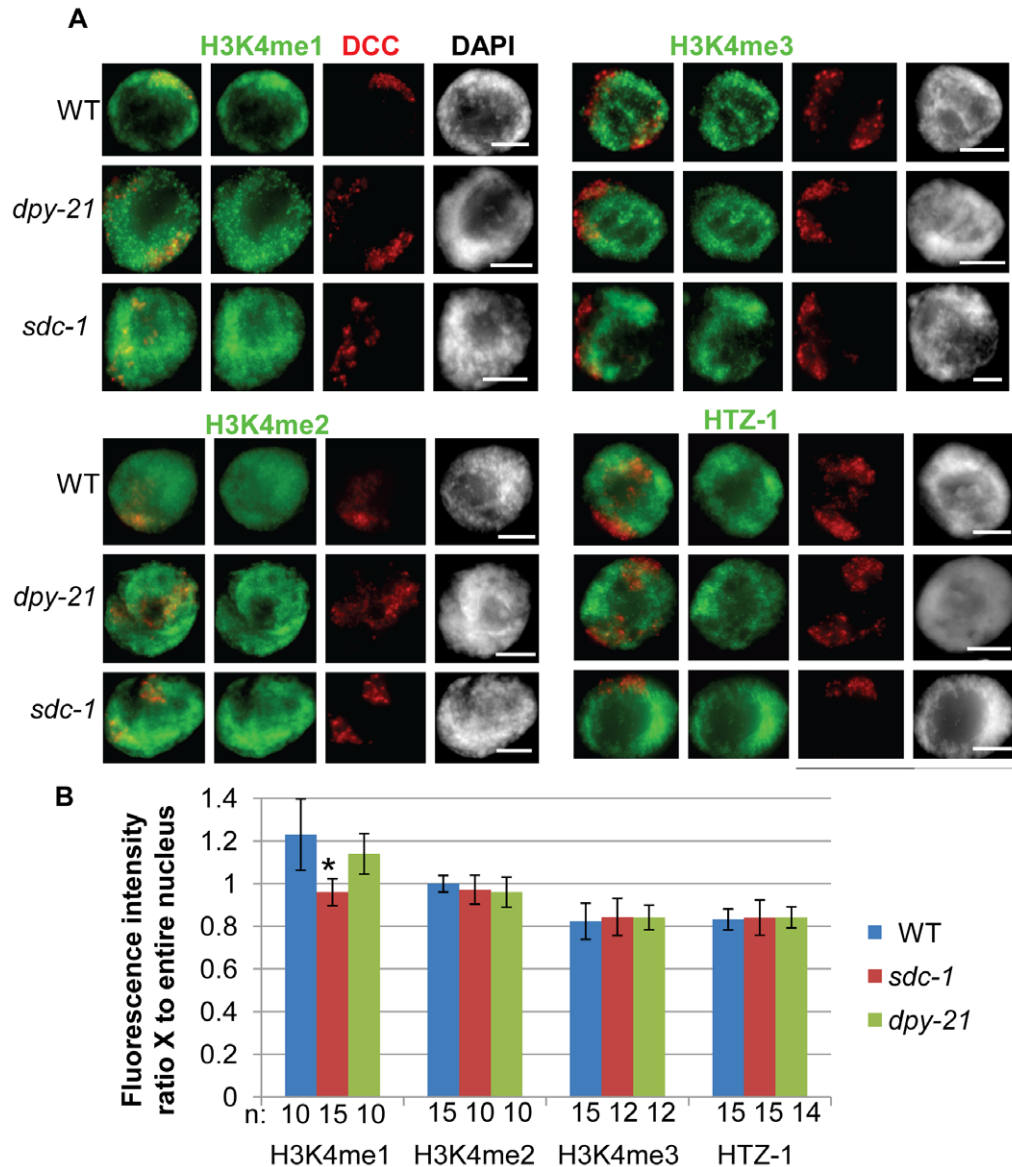 A
H3K4me1 DCC DAPI H3K4me3
WT
dpy-21
sdc-1
H3K4me2 HTZ-1
WT
dpy-21
sdc-1
B
Fluorescence intensity
ratio X to entire nucleus
1.4
1.2
1
0.8
0.6
0.4
0.2
0
*
n: 10 15 10 15 10 10 15 12 12 15 15 14
H3K4me1 H3K4me2 H3K4me3 HTZ-1
WT
sdc-1
dpy-21